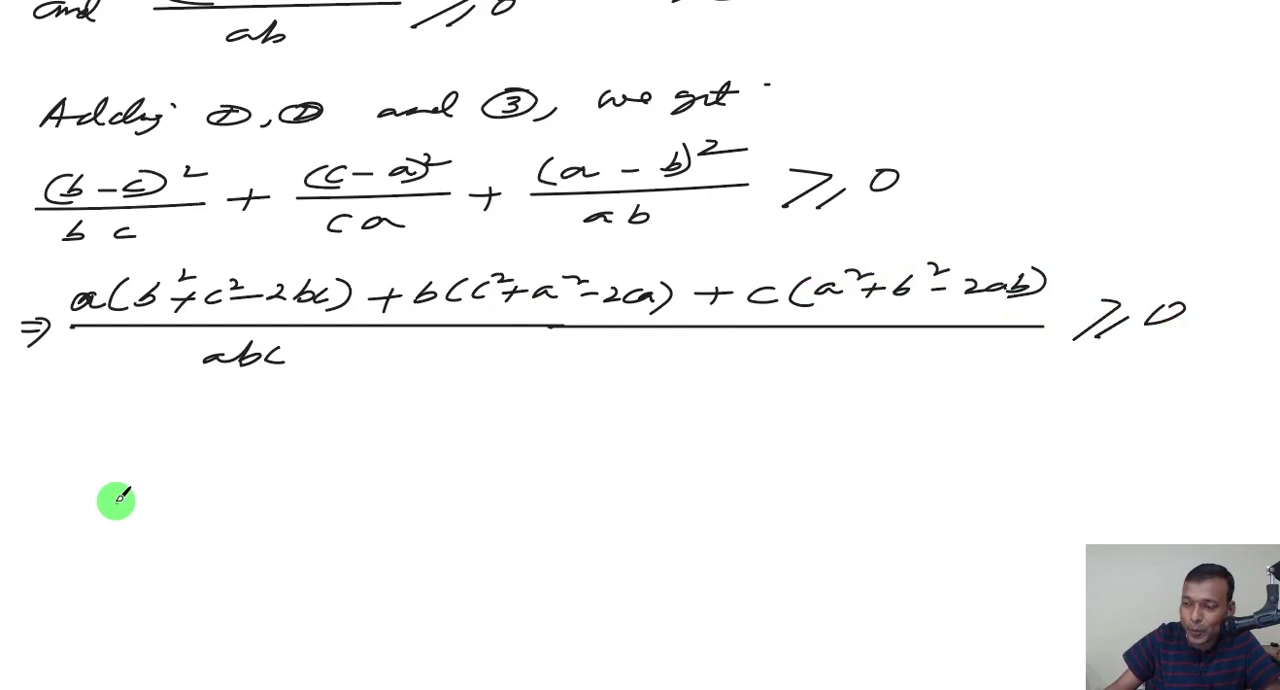 and / ab ≥ 0
Adding ①, ② and ③, we get
(b - c)² / bc + (c - a)² / ca + (a - b)² / ab ≥ 0
⇒ a(b² + c² - 2bc) + b(c² + a² - 2ca) + c(a² + b² - 2ab) / abc ≥ 0